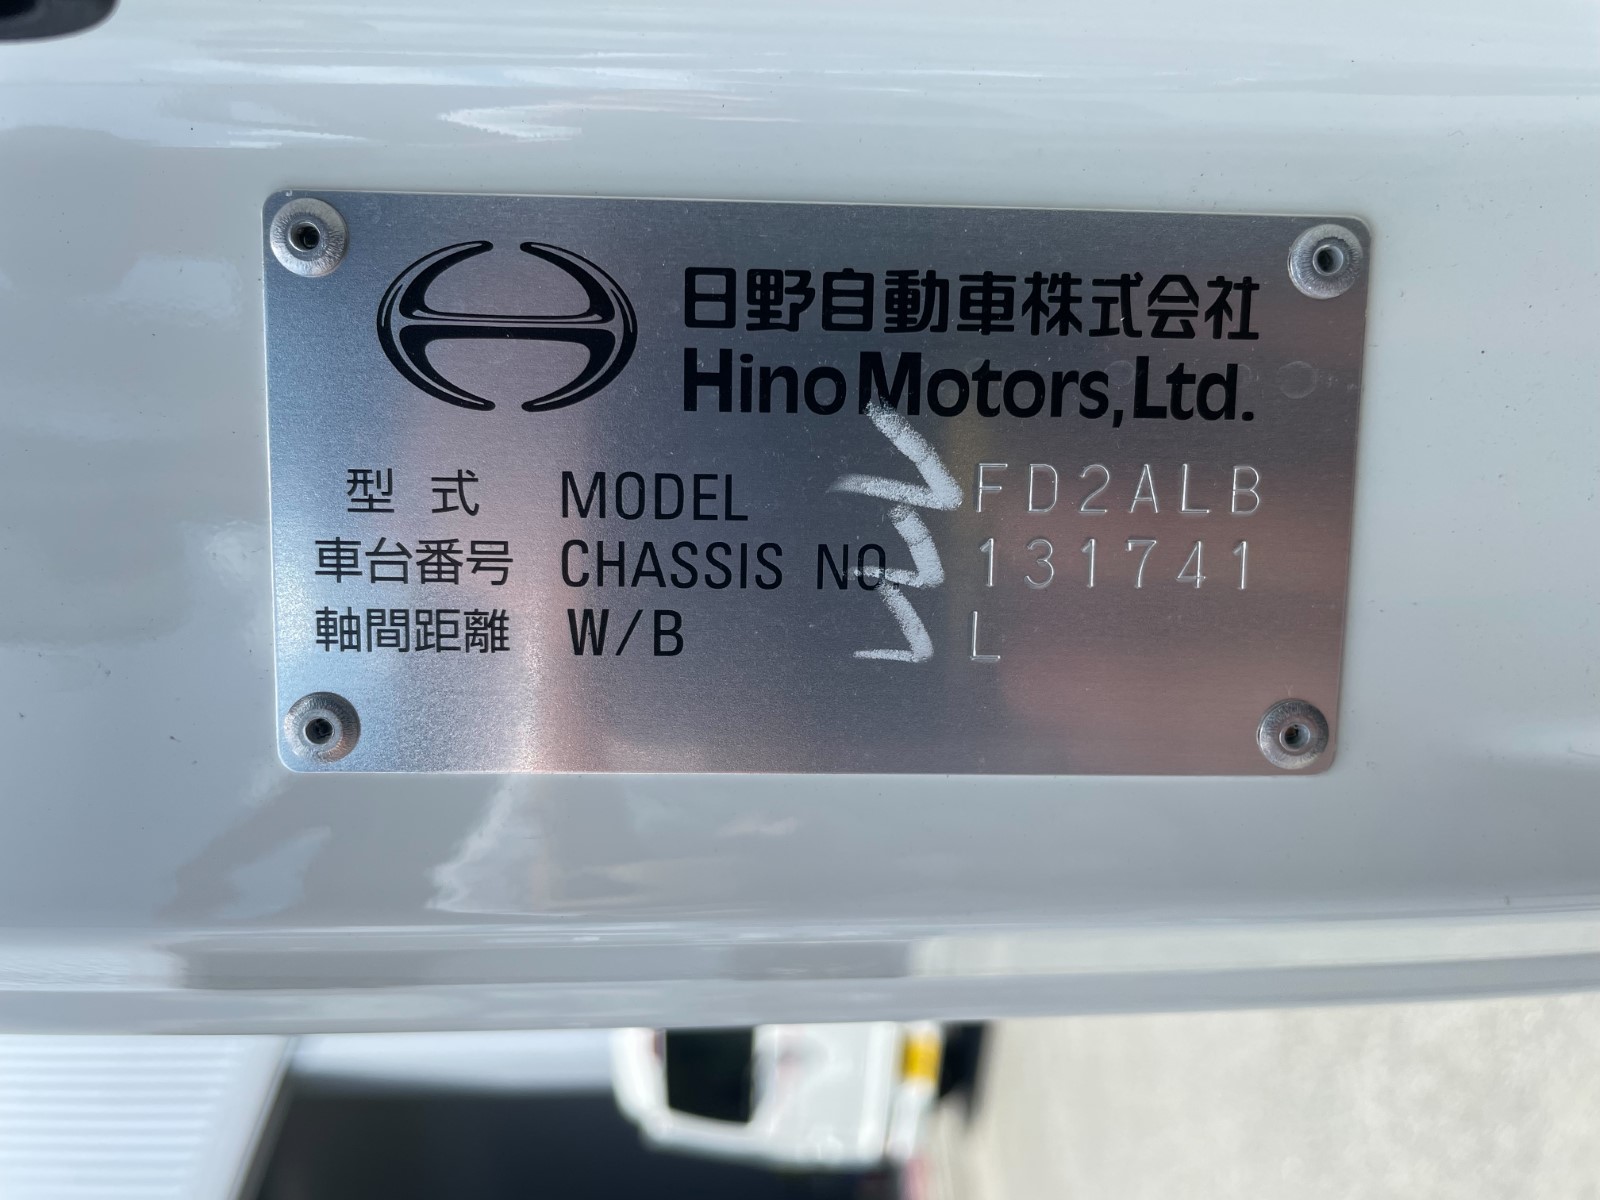 日野自動車株式会社
Hino Motors,Ltd.
型式 MODEL FD2ALB
車台番号 CHASSIS NO. 131741
軸間距離 W/B L